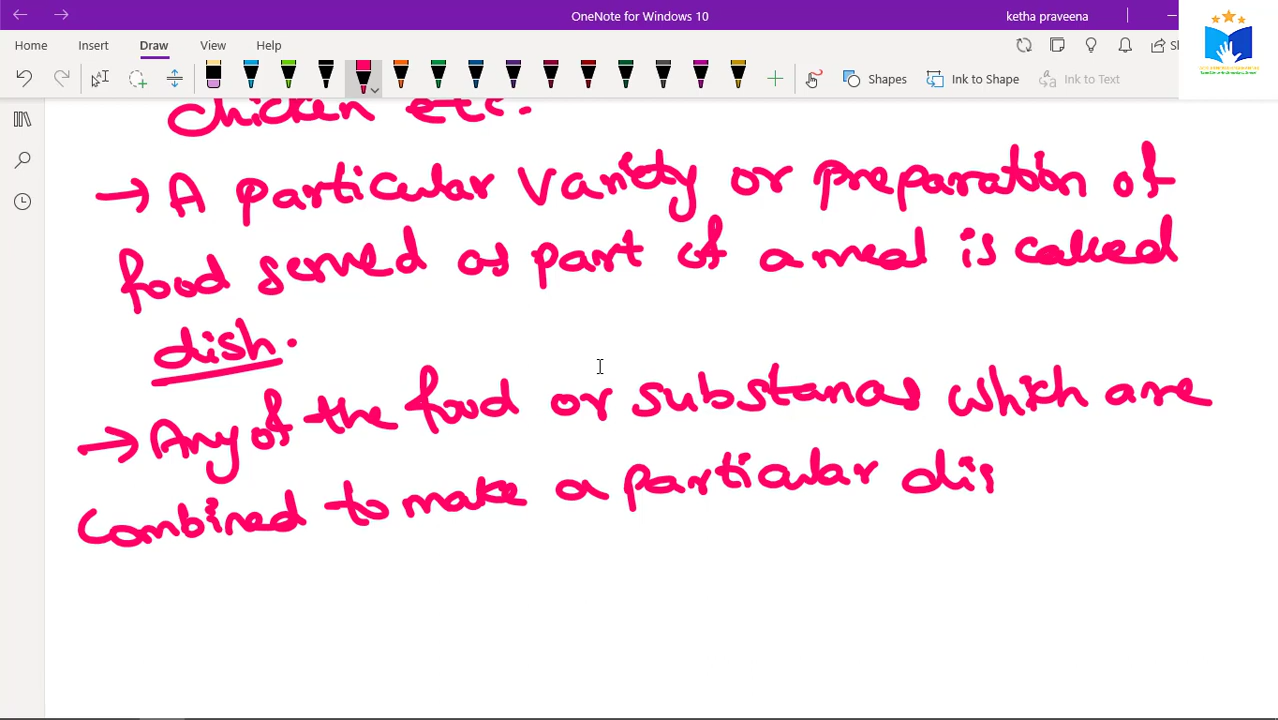 OneNote for Windows 10
ketha praveena
Home Insert Draw View Help
Shapes Ink to Shape Ink to Text
chicken etc.
→ A particular variety or preparation of
food served as part of a meal is called
dish.
→ Any of the food or substances which are
Combined to make a particular dis